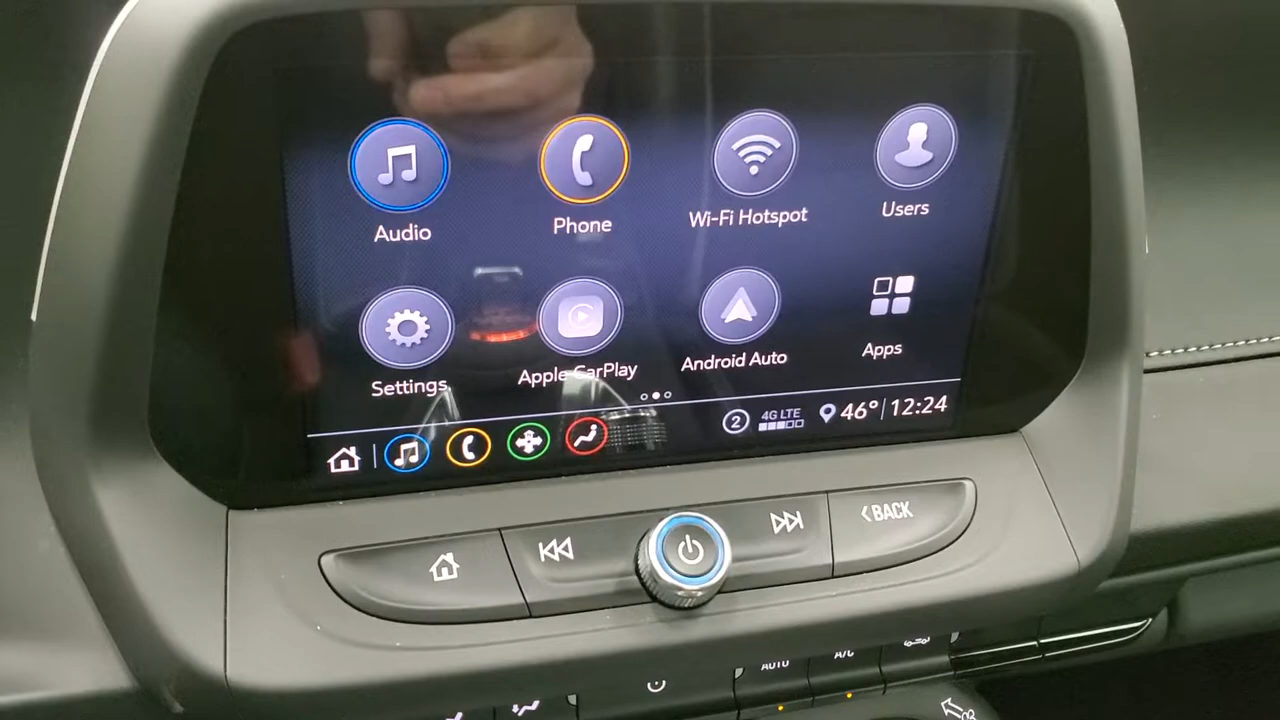 Audio
Phone
Wi-Fi Hotspot
Users
Settings
Apple CarPlay
Android Auto
Apps
2
4G LTE
46°
12:24
BACK
AUTO
A/C